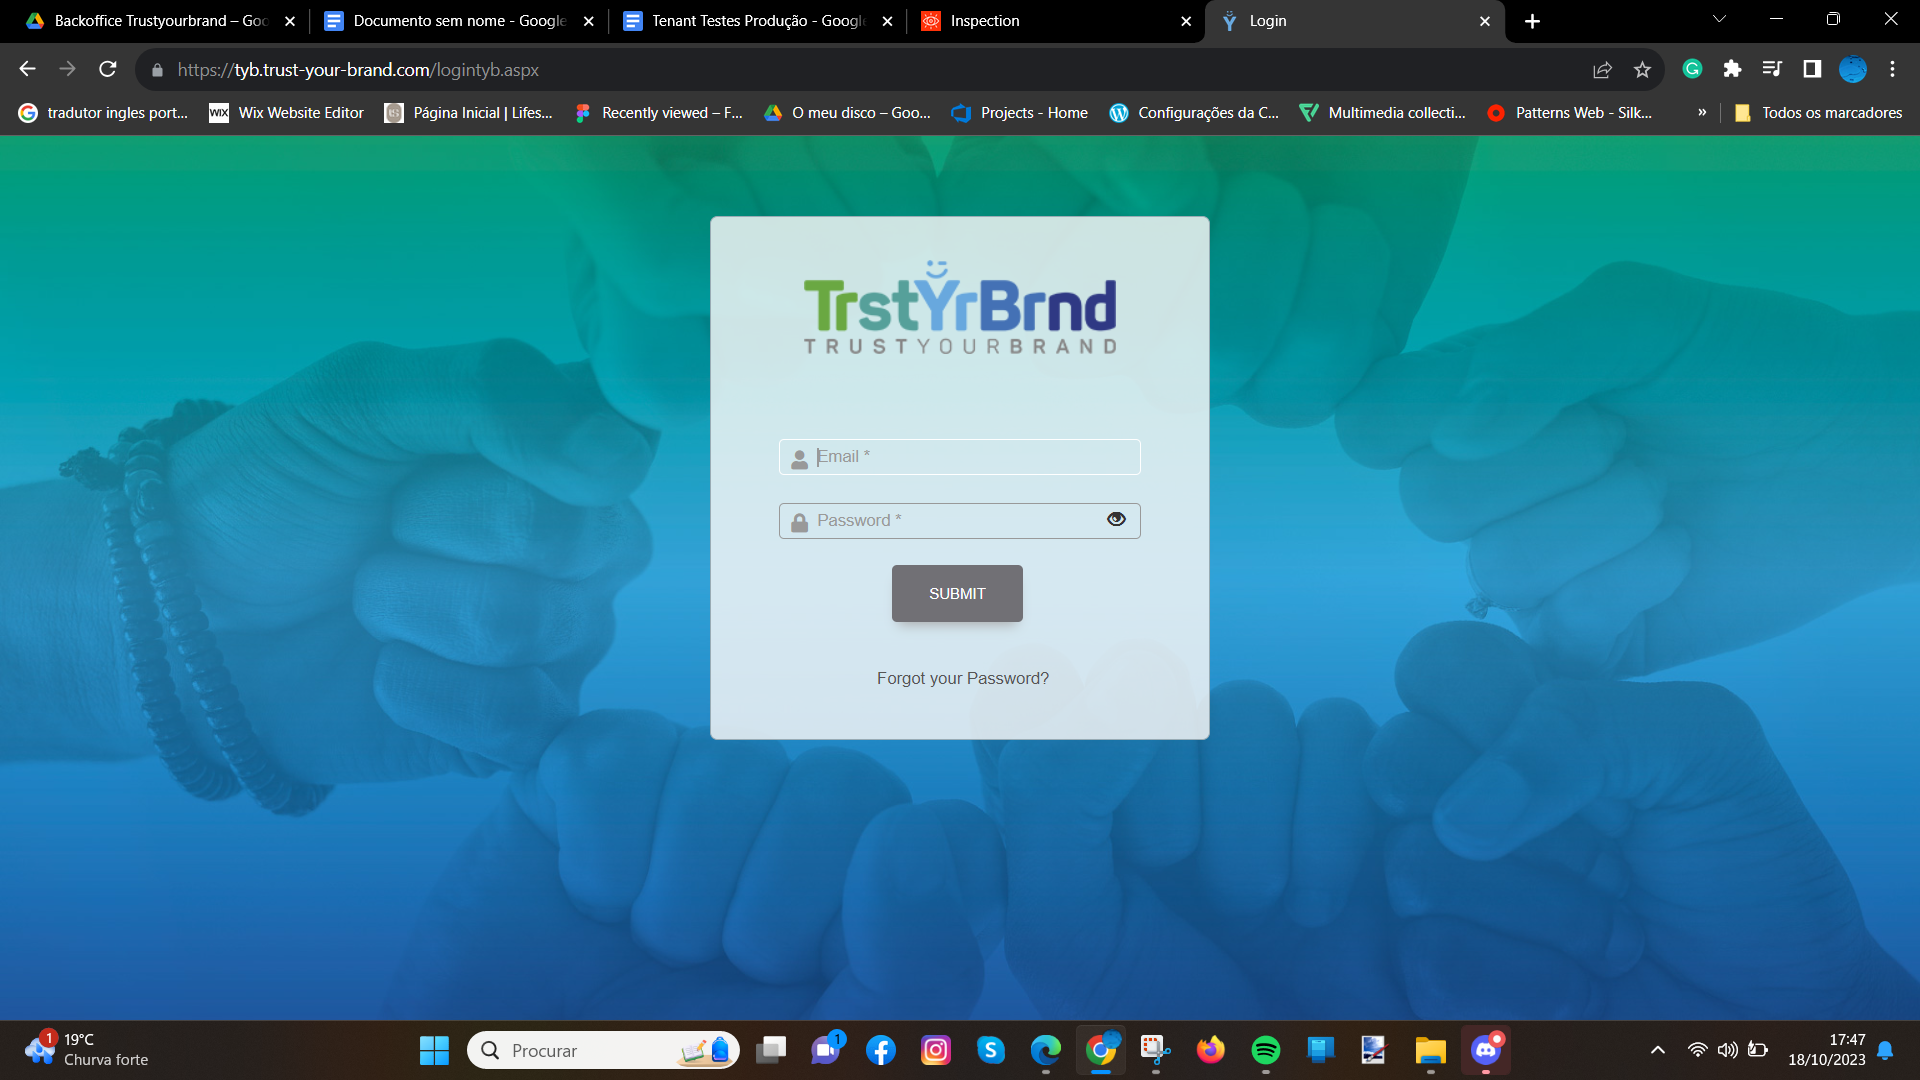 Backoffice Trustyourbrand – Goo
Documento sem nome - Google
Tenant Testes Produção - Google
Inspection
Login
https://tyb.trust-your-brand.com/logintyb.aspx
tradutor ingles port...
WIX
Wix Website Editor
Página Inicial | Lifes...
Recently viewed – F...
O meu disco – Goo...
Projects - Home
Configurações da C...
Multimedia collecti...
Patterns Web - Silk...
»
Todos os marcadores
TrstYrBrnd
TRUSTYOURBRAND
Email *
Password *
SUBMIT
Forgot your Password?
1
19°C
Churva forte
Procurar
1
17:47
18/10/2023